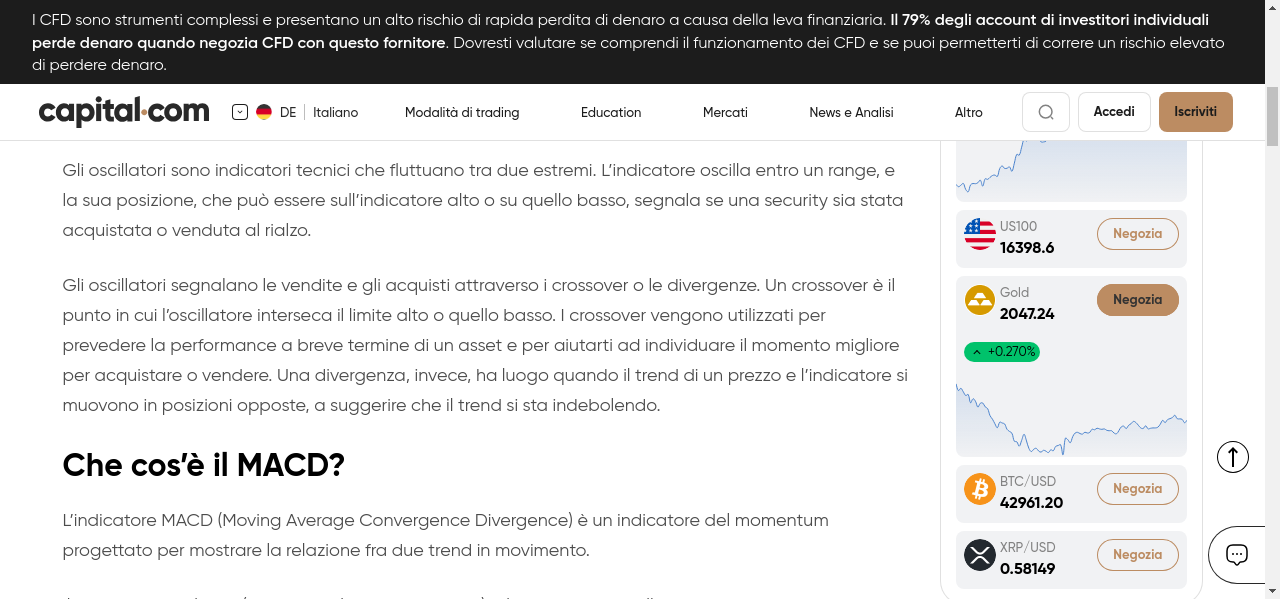 I CFD sono strumenti complessi e presentano un alto rischio di rapida perdita di denaro a causa della leva finanziaria. Il 79% degli account di investitori individuali
perde denaro quando negozia CFD con questo fornitore. Dovresti valutare se comprendi il funzionamento dei CFD e se puoi permetterti di correre un rischio elevato
di perdere denaro.
capital.com
DE
Italiano
Modalità di trading
Education
Mercati
News e Analisi
Altro
Accedi
Iscriviti
Gli oscillatori sono indicatori tecnici che fluttuano tra due estremi. L’indicatore oscilla entro un range, e
la sua posizione, che può essere sull’indicatore alto o su quello basso, segnala se una security sia stata
acquistata o venduta al rialzo.
Gli oscillatori segnalano le vendite e gli acquisti attraverso i crossover o le divergenze. Un crossover è il
punto in cui l’oscillatore interseca il limite alto o quello basso. I crossover vengono utilizzati per
prevedere la performance a breve termine di un asset e per aiutarti ad individuare il momento migliore
per acquistare o vendere. Una divergenza, invece, ha luogo quando il trend di un prezzo e l’indicatore si
muovono in posizioni opposte, a suggerire che il trend si sta indebolendo.
Che cos’è il MACD?
L’indicatore MACD (Moving Average Convergence Divergence) è un indicatore del momentum
progettato per mostrare la relazione fra due trend in movimento.
US100
16398.6
Negozia
Gold
2047.24
Negozia
+0.270%
BTC/USD
42961.20
Negozia
XRP/USD
0.58149
Negozia